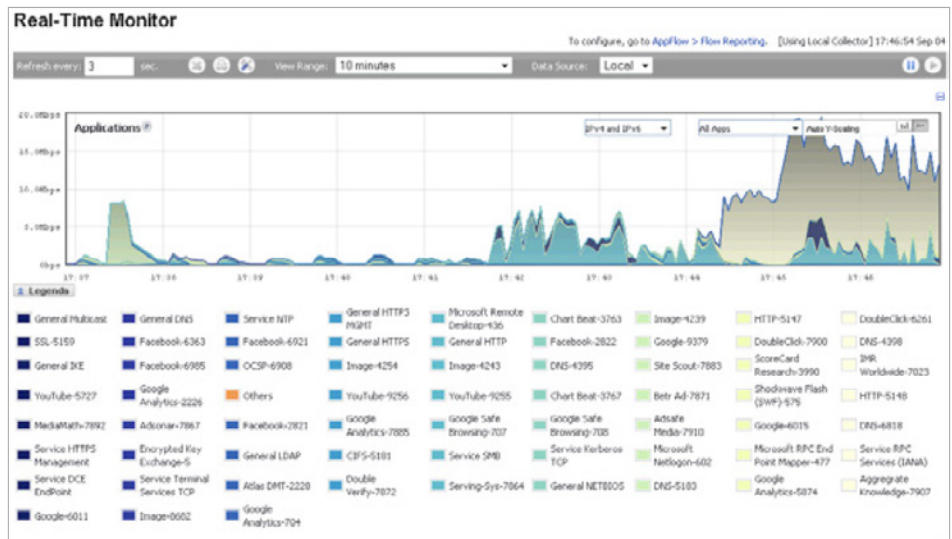 Real-Time Monitor
To configure, go to AppFlow > Flow Reporting. [Using Local Collector] 17:46:54 Sep 04
Refresh every: 3 sec. View Range: 10 minutes Data Source: Local
Applications IPv4 and IPv6 All Apps Auto Y-Scaling
20.0Mbps
15.0Mbps
10.0Mbps
5.0Mbps
0bps
17:37 17:38 17:39 17:40 17:41 17:42 17:43 17:44 17:45 17:46
Legends
General Multicast
General DNS
Service NTP
General HTTPS
MGMT
Microsoft Remote
Desktop-436
Chart Beat-3763
Image-4239
HTTP-5147
DoubleClick-6261
SSL-5159
Facebook-6363
Facebook-6921
General HTTPS
General HTTP
Facebook-2822
Google-9379
DoubleClick-7900
DNS-4398
General IKE
Facebook-6985
OCSP-6908
Image-4254
Image-4243
DNS-4395
Site Scout-7883
ScoreCard
Research-3990
IMR
Worldwide-7023
YouTube-5727
Google
Analytics-2226
Others
YouTube-9256
YouTube-9255
Chart Beat-3767
Betr Ad-7871
Shockwave Flash
(SWF)-575
HTTP-5148
MediaMath-7892
Adsonar-7867
Facebook-2821
Google
Analytics-7885
Google Safe
Browsing-707
Google Safe
Browsing-708
Adsafe
Media-7910
Google-6015
DNS-6818
Service HTTPS
Management
Encrypted Key
Exchange-5
General LDAP
CIFS-5181
Service SMB
Service Kerberos
TCP
Microsoft
Netlogon-602
Microsoft RPC End
Point Mapper-477
Service RPC
Services (IANA)
Service DCE
EndPoint
Service Terminal
Services TCP
Atlas DMT-2228
Double
Verify-7872
Serving-Sys-7864
General NETBIOS
DNS-5183
Google
Analytics-5874
Aggregrate
Knowledge-7907
Google-6011
Image-8682
Google
Analytics-704